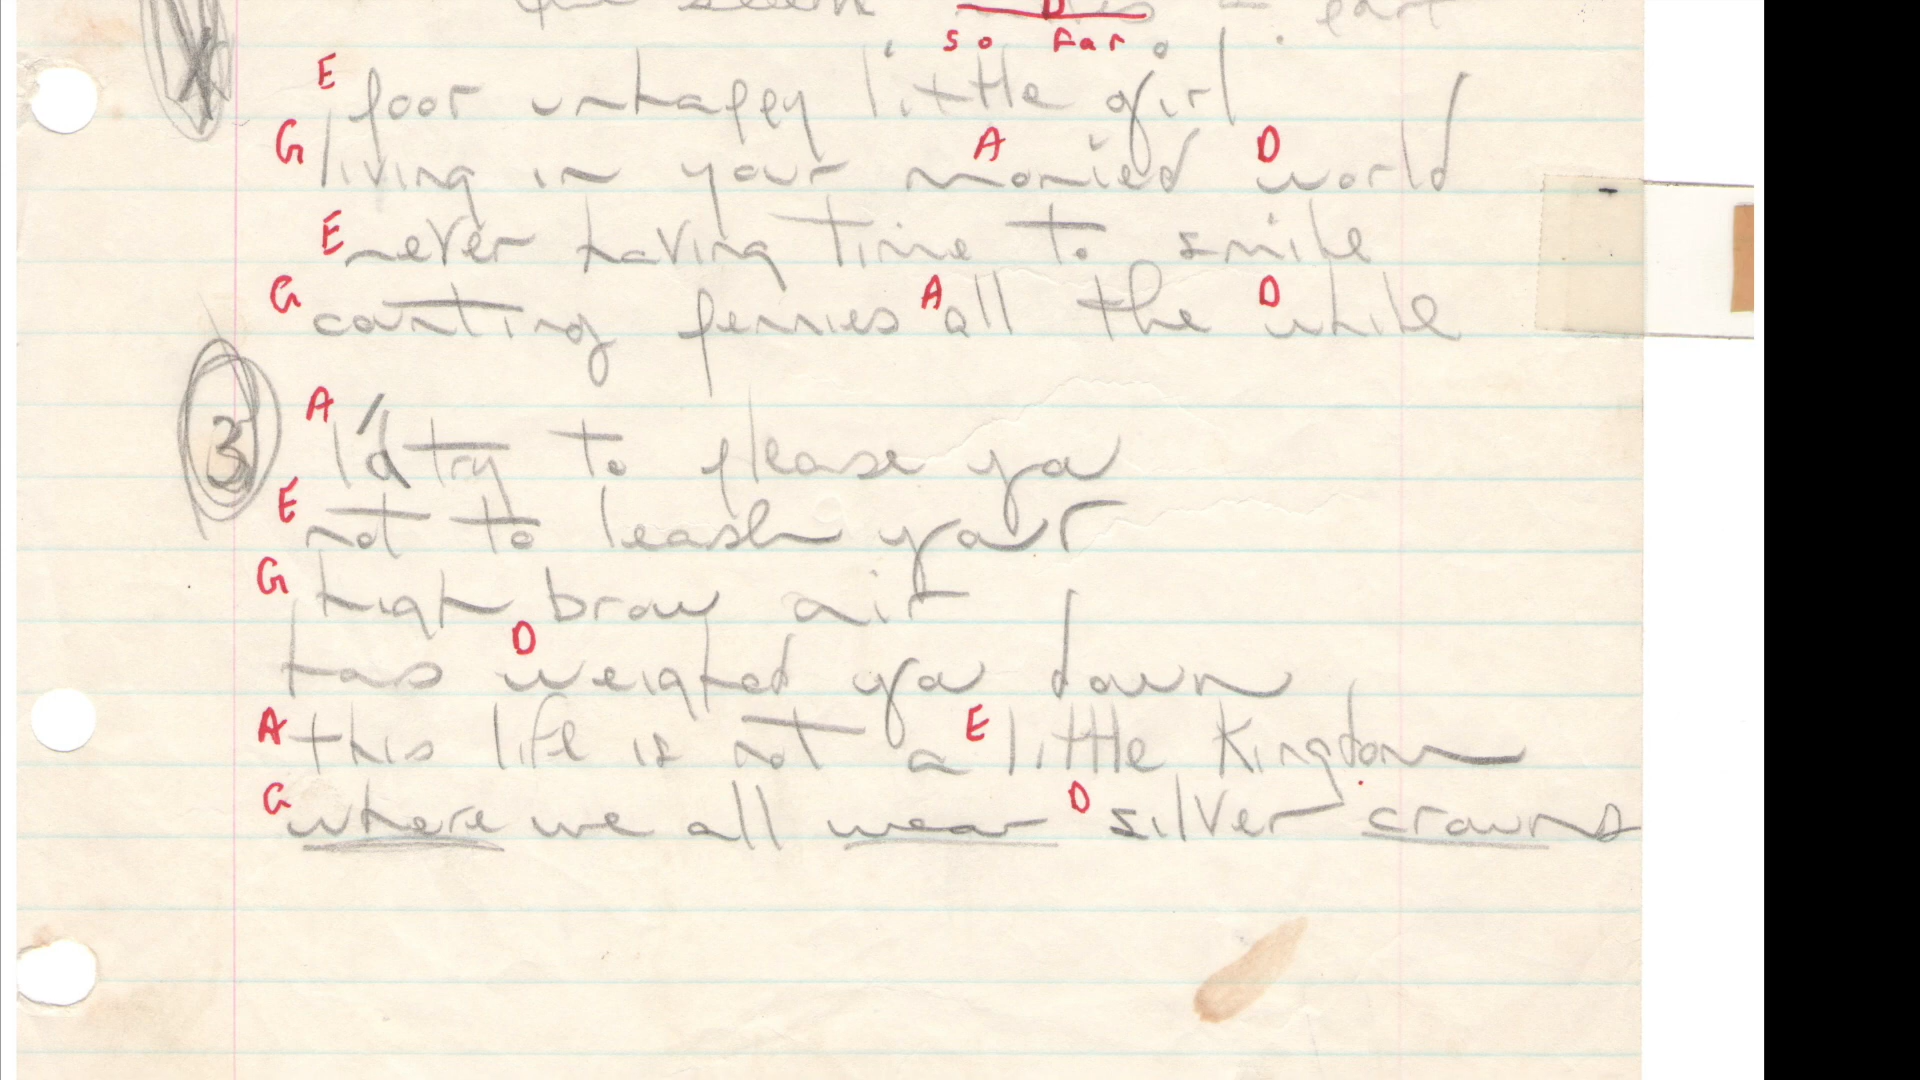 D
so far
E poor unhappy little girl
G living in your A monied D world
E never having time to smile
G counting pennies A all the D while
3
A I'd try to please you
E not to leash your
G high brow air
has D weighed you down
A this life is not a E little Kingdom
G where we all wear D silver crowns